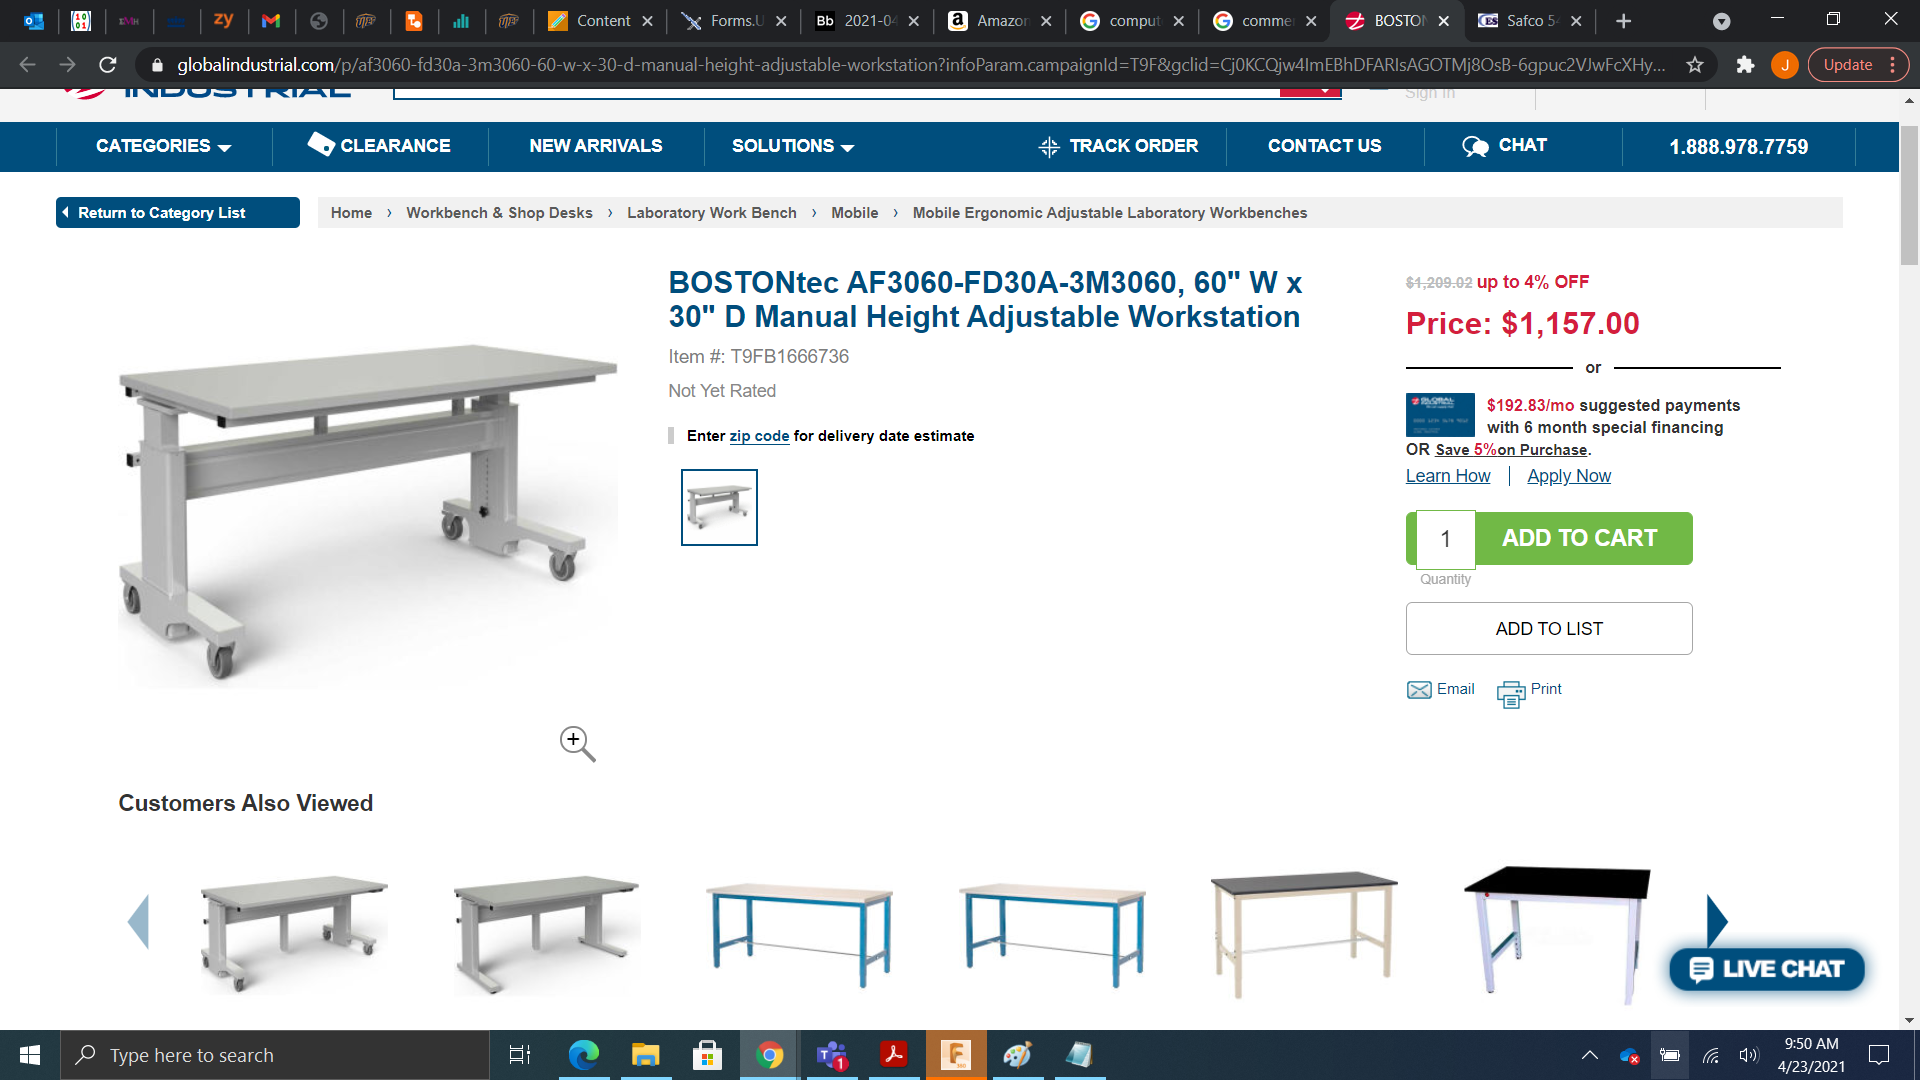 zy
Content
Forms.U
Bb 2021-04
Amazon
comput
comme
BOSTON
Safco 54
globalindustrial.com/p/af3060-fd30a-3m3060-60-w-x-30-d-manual-height-adjustable-workstation?infoParam.campaignId=T9F&gclid=Cj0KCQjw4ImEBhDFARIsAGOTMj8OsB-6gpuc2VJwFcXHy...
J
Update
INDUSTRIAL
Sign In
CATEGORIES
CLEARANCE
NEW ARRIVALS
SOLUTIONS
TRACK ORDER
CONTACT US
CHAT
1.888.978.7759
Return to Category List
Home › Workbench & Shop Desks › Laboratory Work Bench › Mobile › Mobile Ergonomic Adjustable Laboratory Workbenches
BOSTONtec AF3060-FD30A-3M3060, 60" W x
30" D Manual Height Adjustable Workstation
Item #: T9FB1666736
Not Yet Rated
Enter zip code for delivery date estimate
$1,209.02 up to 4% OFF
Price: $1,157.00
or
$192.83/mo suggested payments
with 6 month special financing
OR Save 5%on Purchase.
Learn How | Apply Now
1
ADD TO CART
Quantity
ADD TO LIST
Email
Print
Customers Also Viewed
LIVE CHAT
Type here to search
1
9:50 AM
4/23/2021